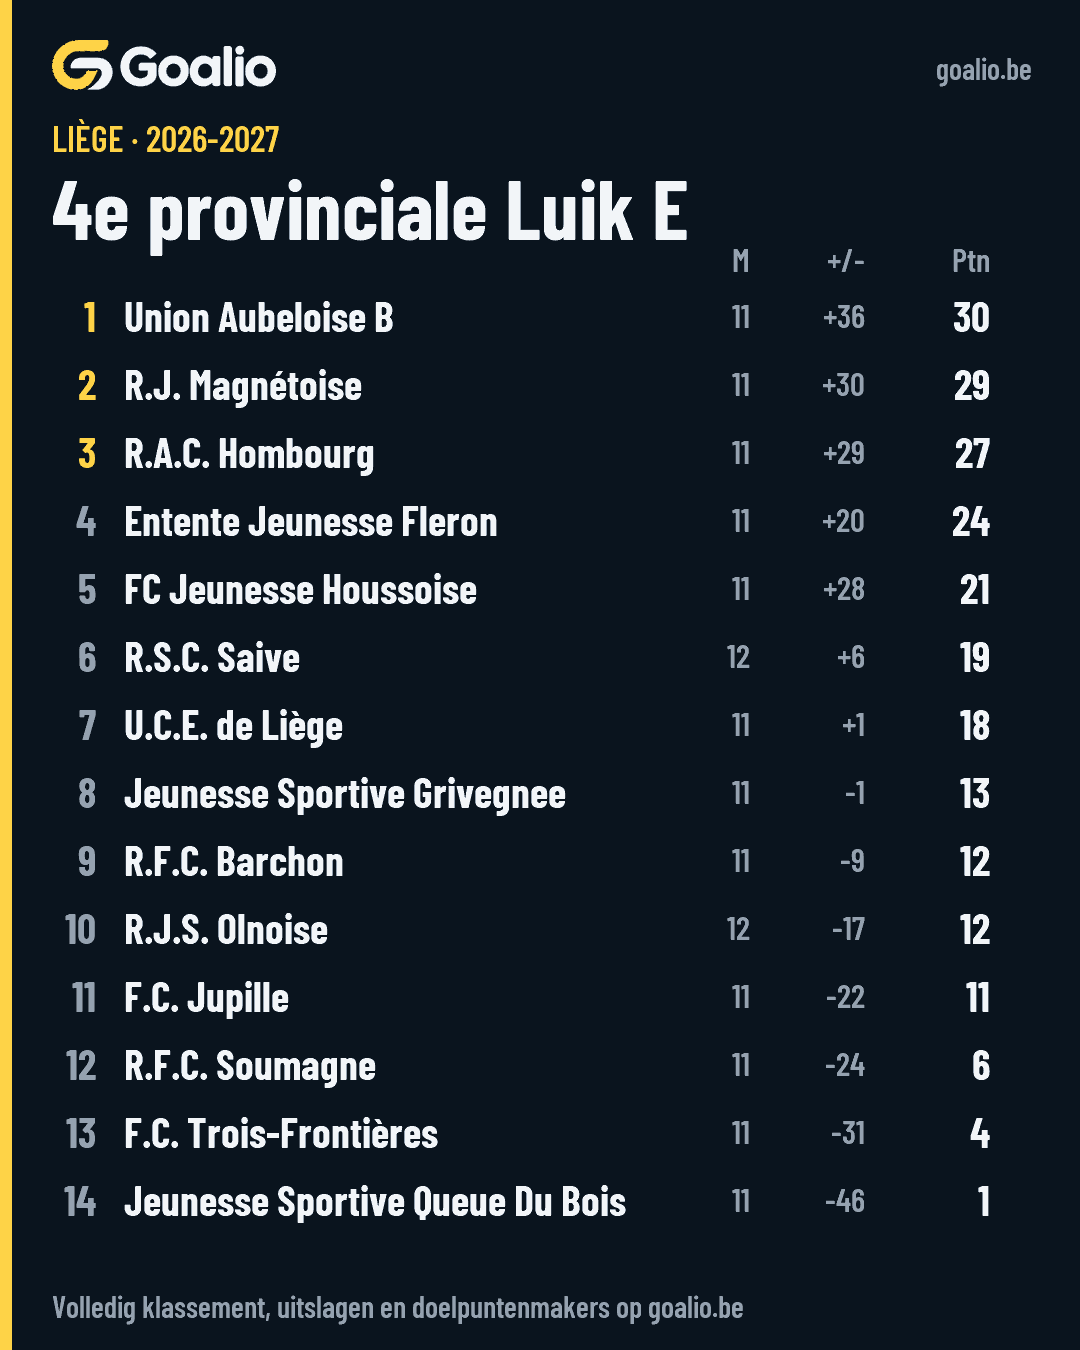 Goalio
goalio.be
LIÈGE · 2026-2027
4e provinciale Luik E
M +/- Ptn
1 Union Aubeloise B 11 +36 30
2 R.J. Magnétoise 11 +30 29
3 R.A.C. Hombourg 11 +29 27
4 Entente Jeunesse Fleron 11 +20 24
5 FC Jeunesse Houssoise 11 +28 21
6 R.S.C. Saive 12 +6 19
7 U.C.E. de Liège 11 +1 18
8 Jeunesse Sportive Grivegnee 11 -1 13
9 R.F.C. Barchon 11 -9 12
10 R.J.S. Olnoise 12 -17 12
11 F.C. Jupille 11 -22 11
12 R.F.C. Soumagne 11 -24 6
13 F.C. Trois-Frontières 11 -31 4
14 Jeunesse Sportive Queue Du Bois 11 -46 1
Volledig klassement, uitslagen en doelpuntenmakers op goalio.be